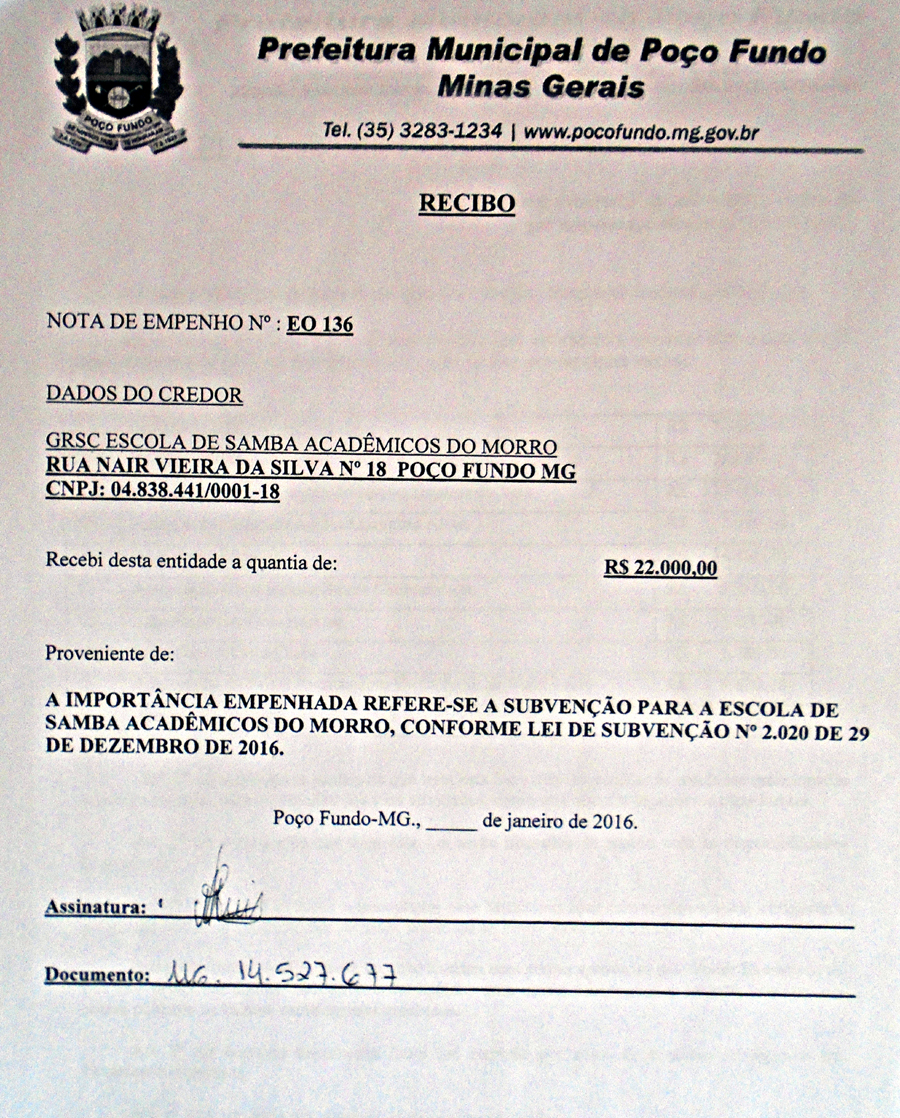 Prefeitura Municipal de Poço Fundo
Minas Gerais
Tel. (35) 3283-1234 | www.pocofundo.mg.gov.br
POÇO FUNDO
RECIBO
NOTA DE EMPENHO Nº : EO 136
DADOS DO CREDOR
GRSC ESCOLA DE SAMBA ACADÊMICOS DO MORRO
RUA NAIR VIEIRA DA SILVA Nº 18 POÇO FUNDO MG
CNPJ: 04.838.441/0001-18
Recebi desta entidade a quantia de: R$ 22.000,00
Proveniente de:
A IMPORTÂNCIA EMPENHADA REFERE-SE A SUBVENÇÃO PARA A ESCOLA DE
SAMBA ACADÊMICOS DO MORRO, CONFORME LEI DE SUBVENÇÃO Nº 2.020 DE 29
DE DEZEMBRO DE 2016.
Poço Fundo-MG., _____ de janeiro de 2016.
Assinatura:
Documento: MG. 14.527.677